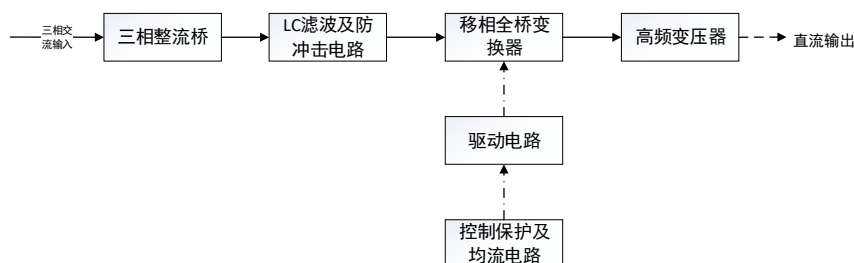 三相交
流输入
三相整流桥
LC滤波及防
冲击电路
移相全桥变
换器
高频变压器
直流输出
驱动电路
控制保护及
均流电路